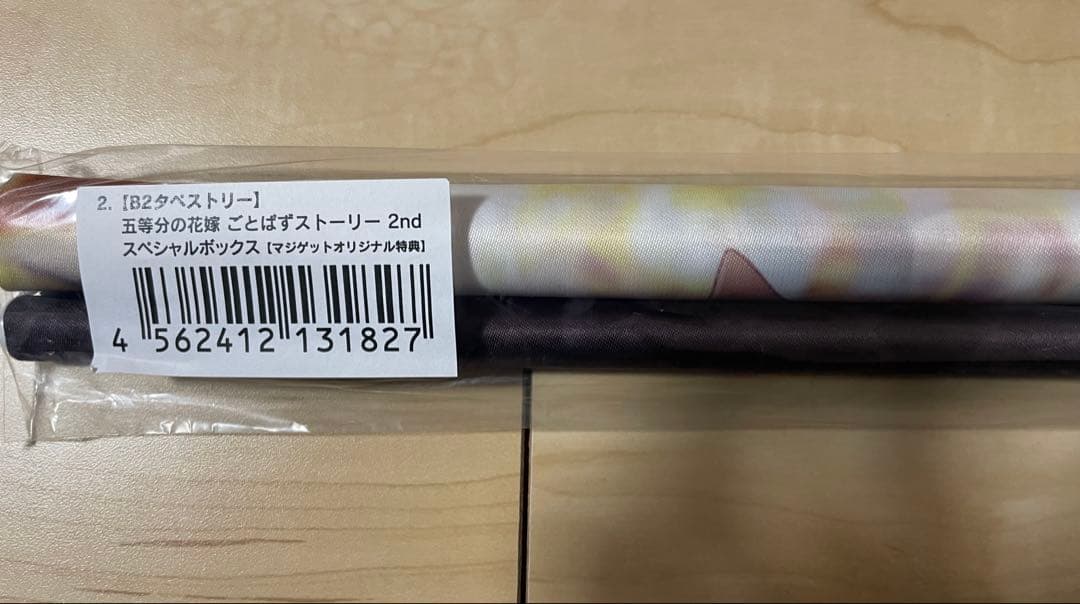 2.【B2タペストリー】
五等分の花嫁 ごとぱずストーリー 2nd
スペシャルボックス【マジゲットオリジナル特典】
4 562412 131827